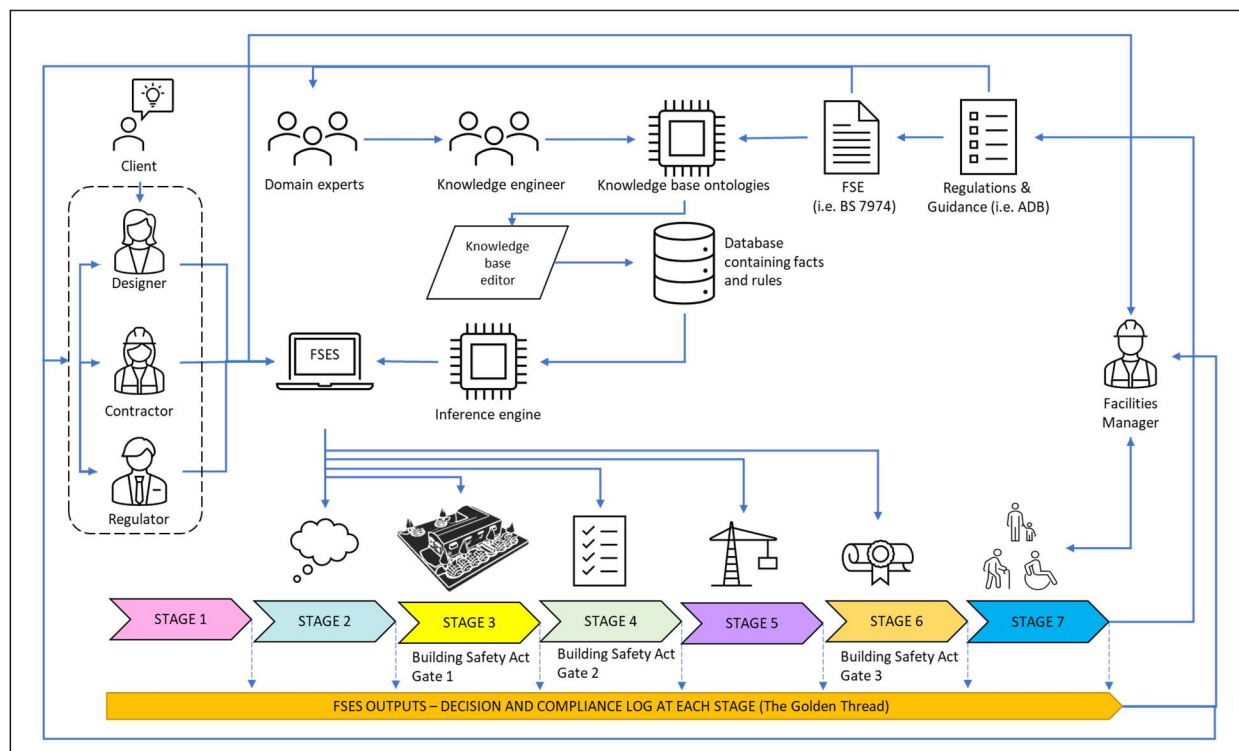 Client
Domain experts
Knowledge engineer
Knowledge base ontologies
FSE
(i.e. BS 7974)
Regulations &
Guidance (i.e. ADB)
Designer
Knowledge
base
editor
Database
containing facts
and rules
FSES
Contractor
Inference engine
Facilities
Manager
Regulator
STAGE 1
STAGE 2
STAGE 3
STAGE 4
STAGE 5
STAGE 6
STAGE 7
Building Safety Act
Gate 1
Building Safety Act
Gate 2
Building Safety Act
Gate 3
FSES OUTPUTS – DECISION AND COMPLIANCE LOG AT EACH STAGE (The Golden Thread)